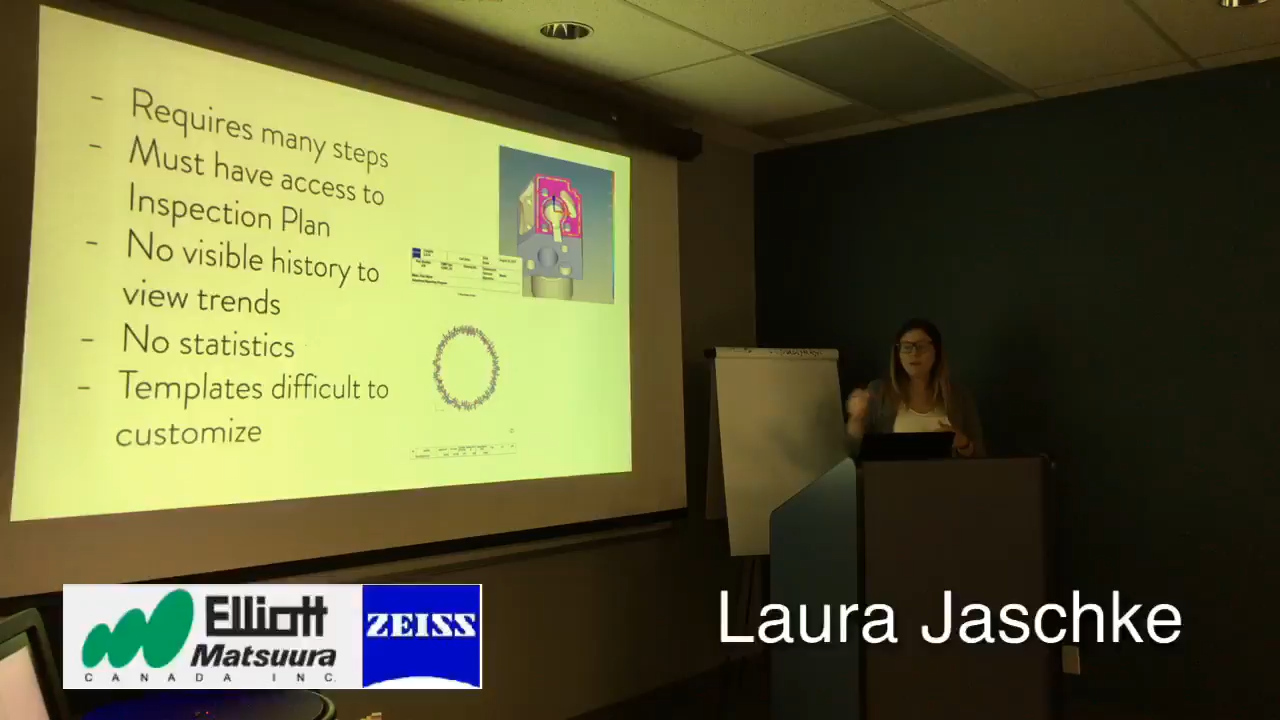 - Requires many steps
- Must have access to
Inspection Plan
- No visible history to
view trends
- No statistics
- Templates difficult to
customize
Elliott
Matsuura
CANADA INC.
ZEISS
Laura Jaschke